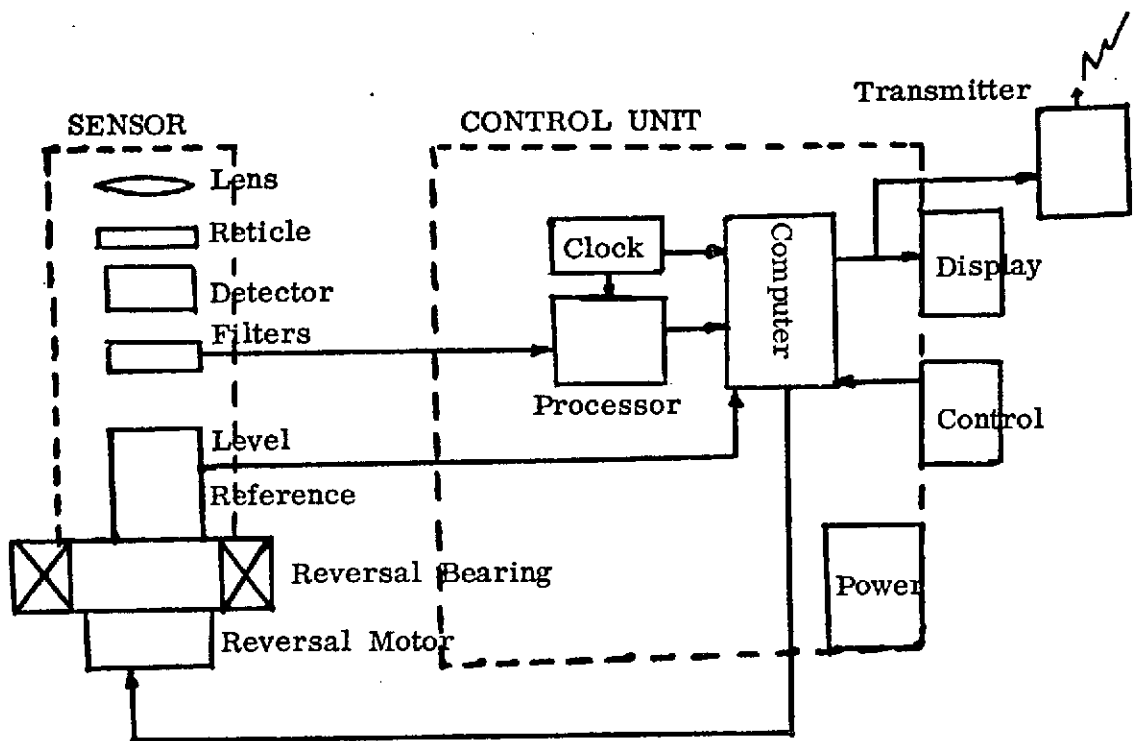 Transmitter
SENSOR
CONTROL UNIT
Lens
Reticle
Detector
Filters
Clock
Computer
Display
Processor
Control
Level
Reference
Reversal Bearing
Power
Reversal Motor